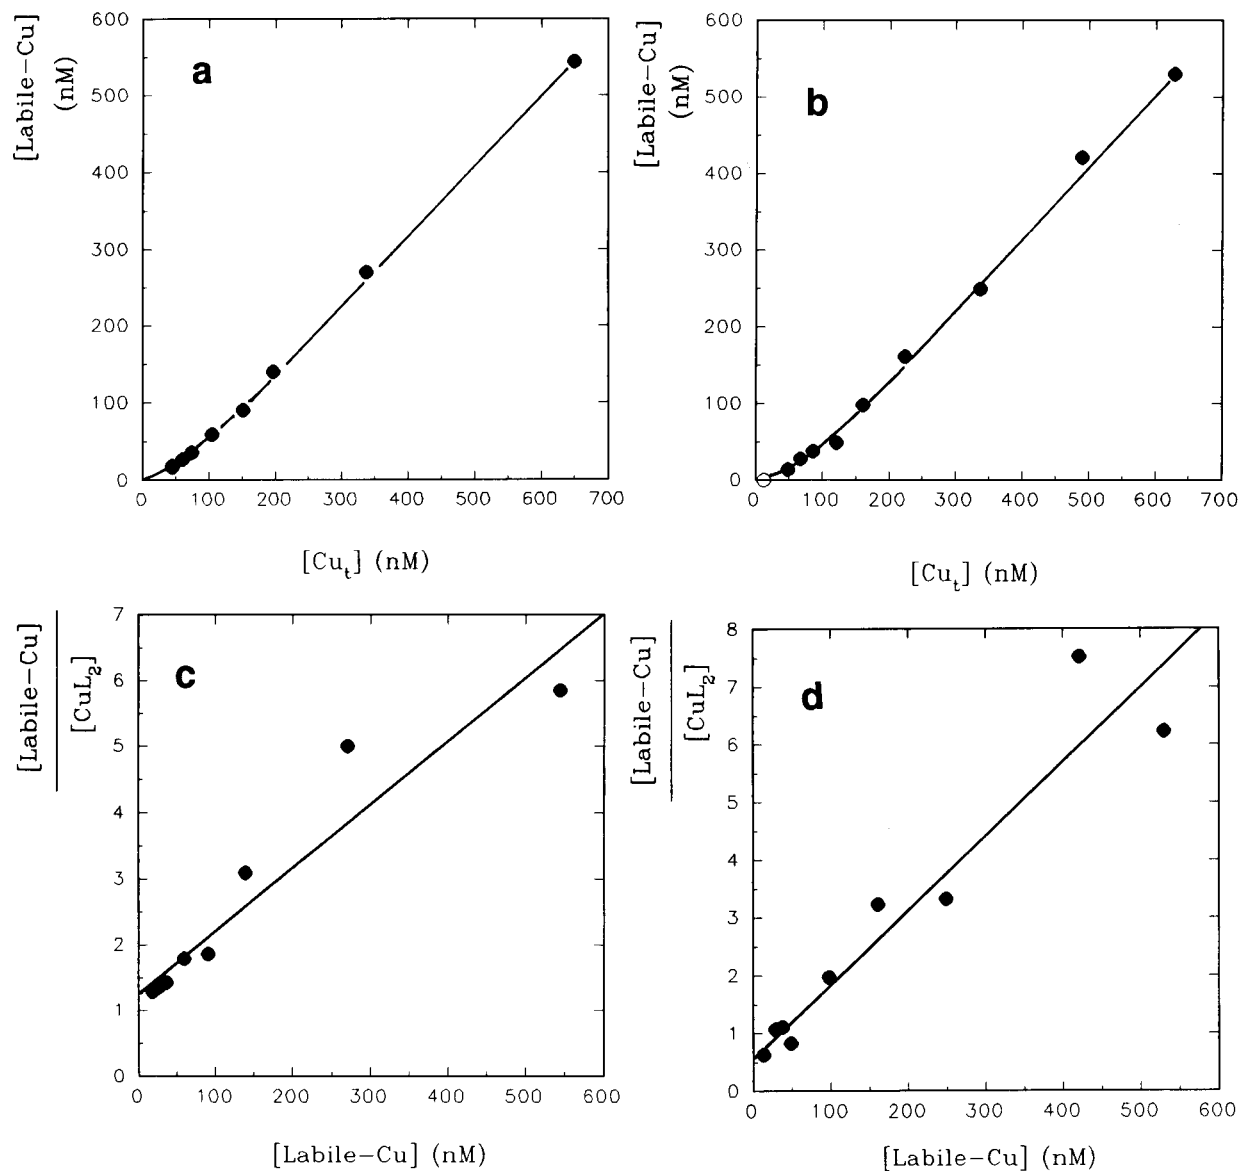 [Labile-Cu]
(nM)
600
500
400
300
200
100
0
a
0 100 200 300 400 500 600 700
[Cu_t] (nM)
[Labile-Cu]
(nM)
600
500
400
300
200
100
0
b
0 100 200 300 400 500 600 700
[Cu_t] (nM)
[Labile-Cu]
[CuL_2]
7
6
5
4
3
2
1
0
c
0 100 200 300 400 500 600
[Labile-Cu] (nM)
[Labile-Cu]
[CuL_2]
8
7
6
5
4
3
2
1
0
d
0 100 200 300 400 500 600
[Labile-Cu] (nM)